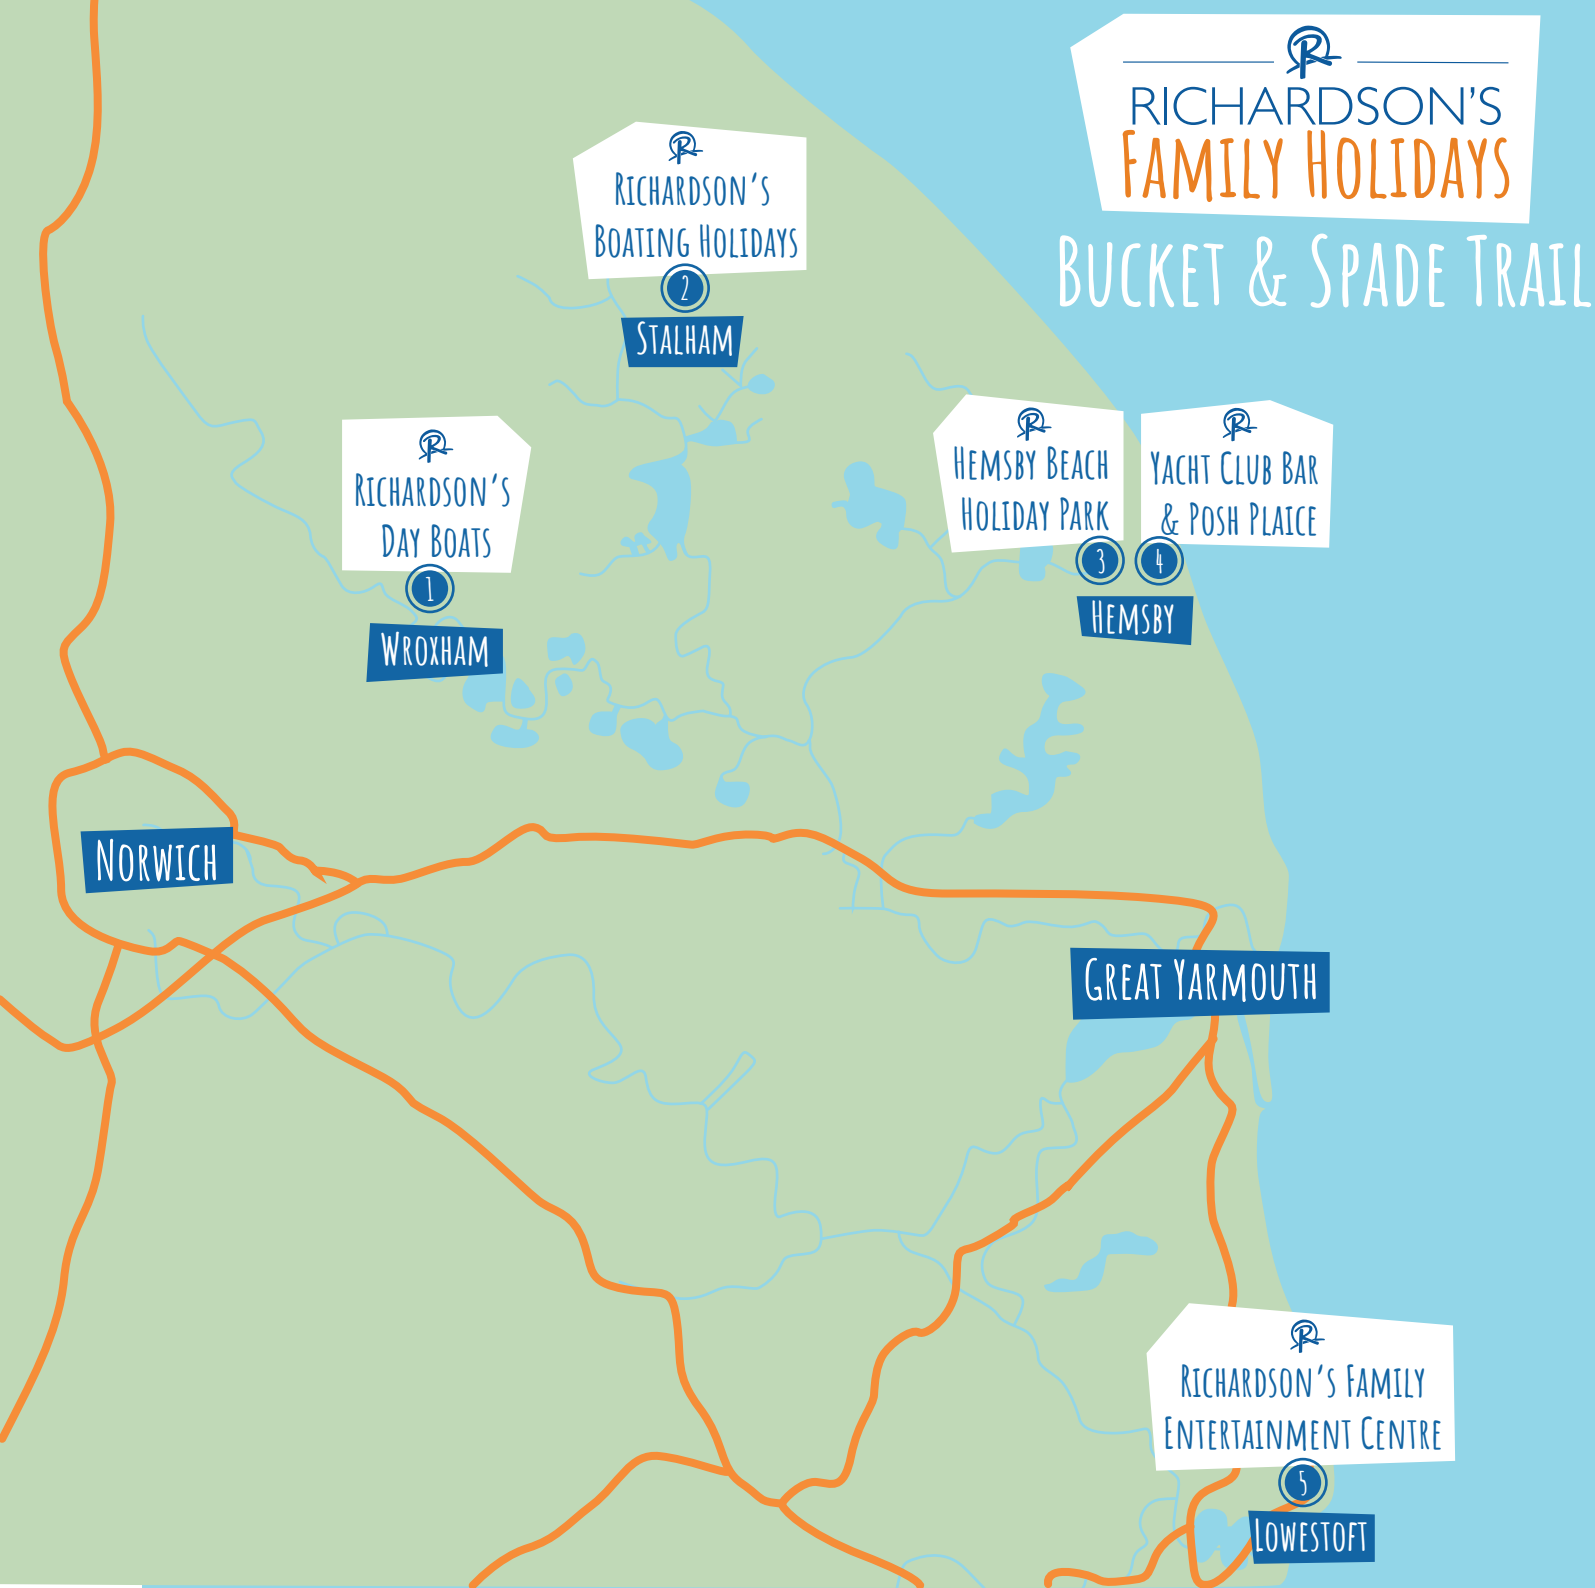 RICHARDSON'S
FAMILY HOLIDAYS
BUCKET & SPADE TRAIL
RICHARDSON'S
BOATING HOLIDAYS
2
STALHAM
RICHARDSON'S
DAY BOATS
1
WROXHAM
HEMSBY BEACH
HOLIDAY PARK
3
YACHT CLUB BAR
& POSH PLAICE
4
HEMSBY
NORWICH
GREAT YARMOUTH
RICHARDSON'S FAMILY
ENTERTAINMENT CENTRE
5
LOWESTOFT